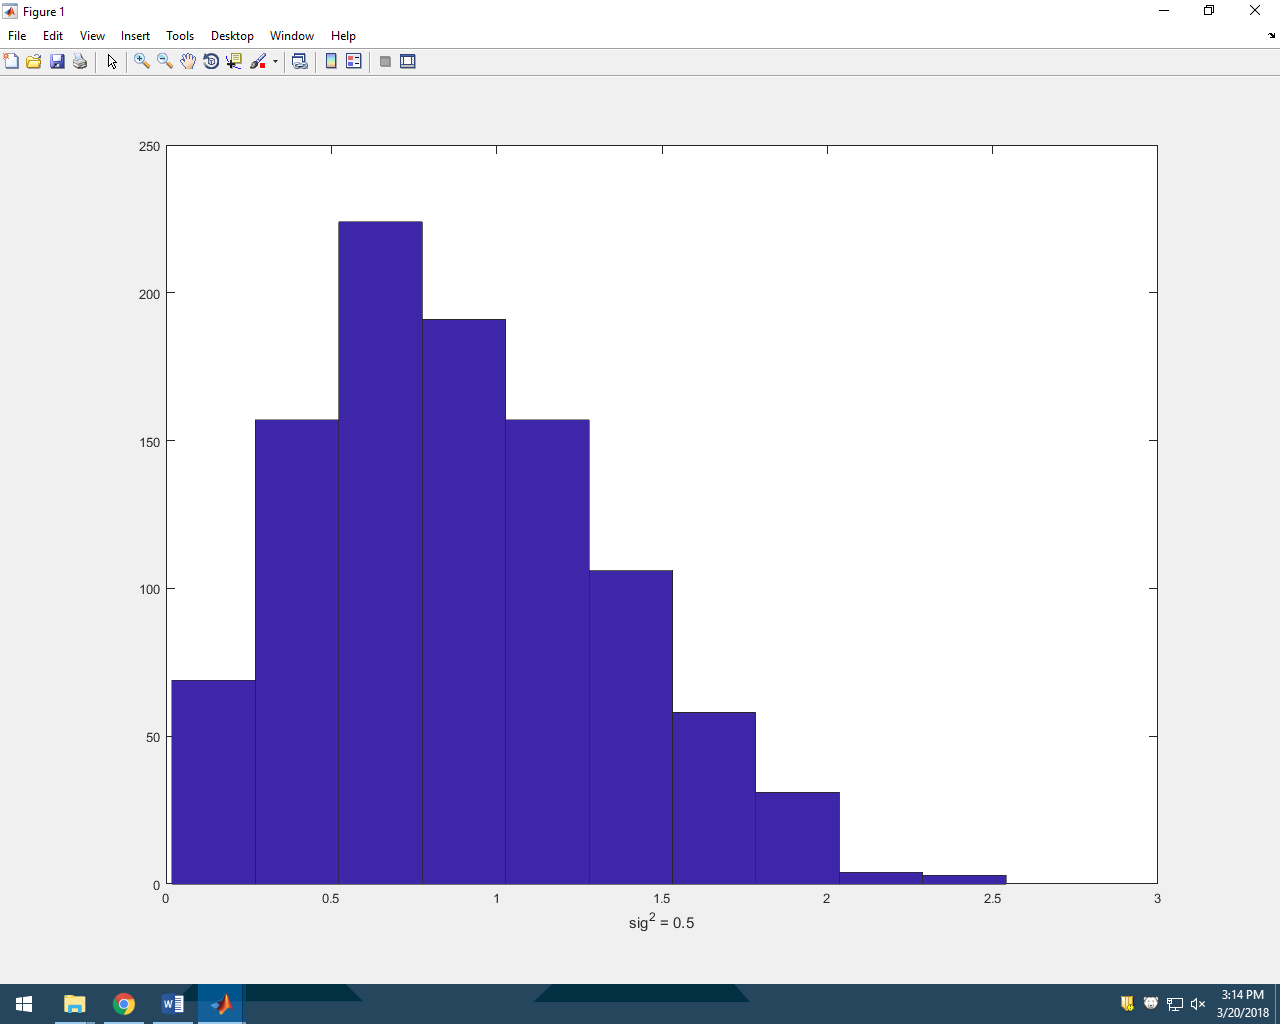 Figure 1
File Edit View Insert Tools Desktop Window Help
250
200
150
100
50
0
0 0.5 1 1.5 2 2.5 3
sig² = 0.5
3:14 PM
3/20/2018